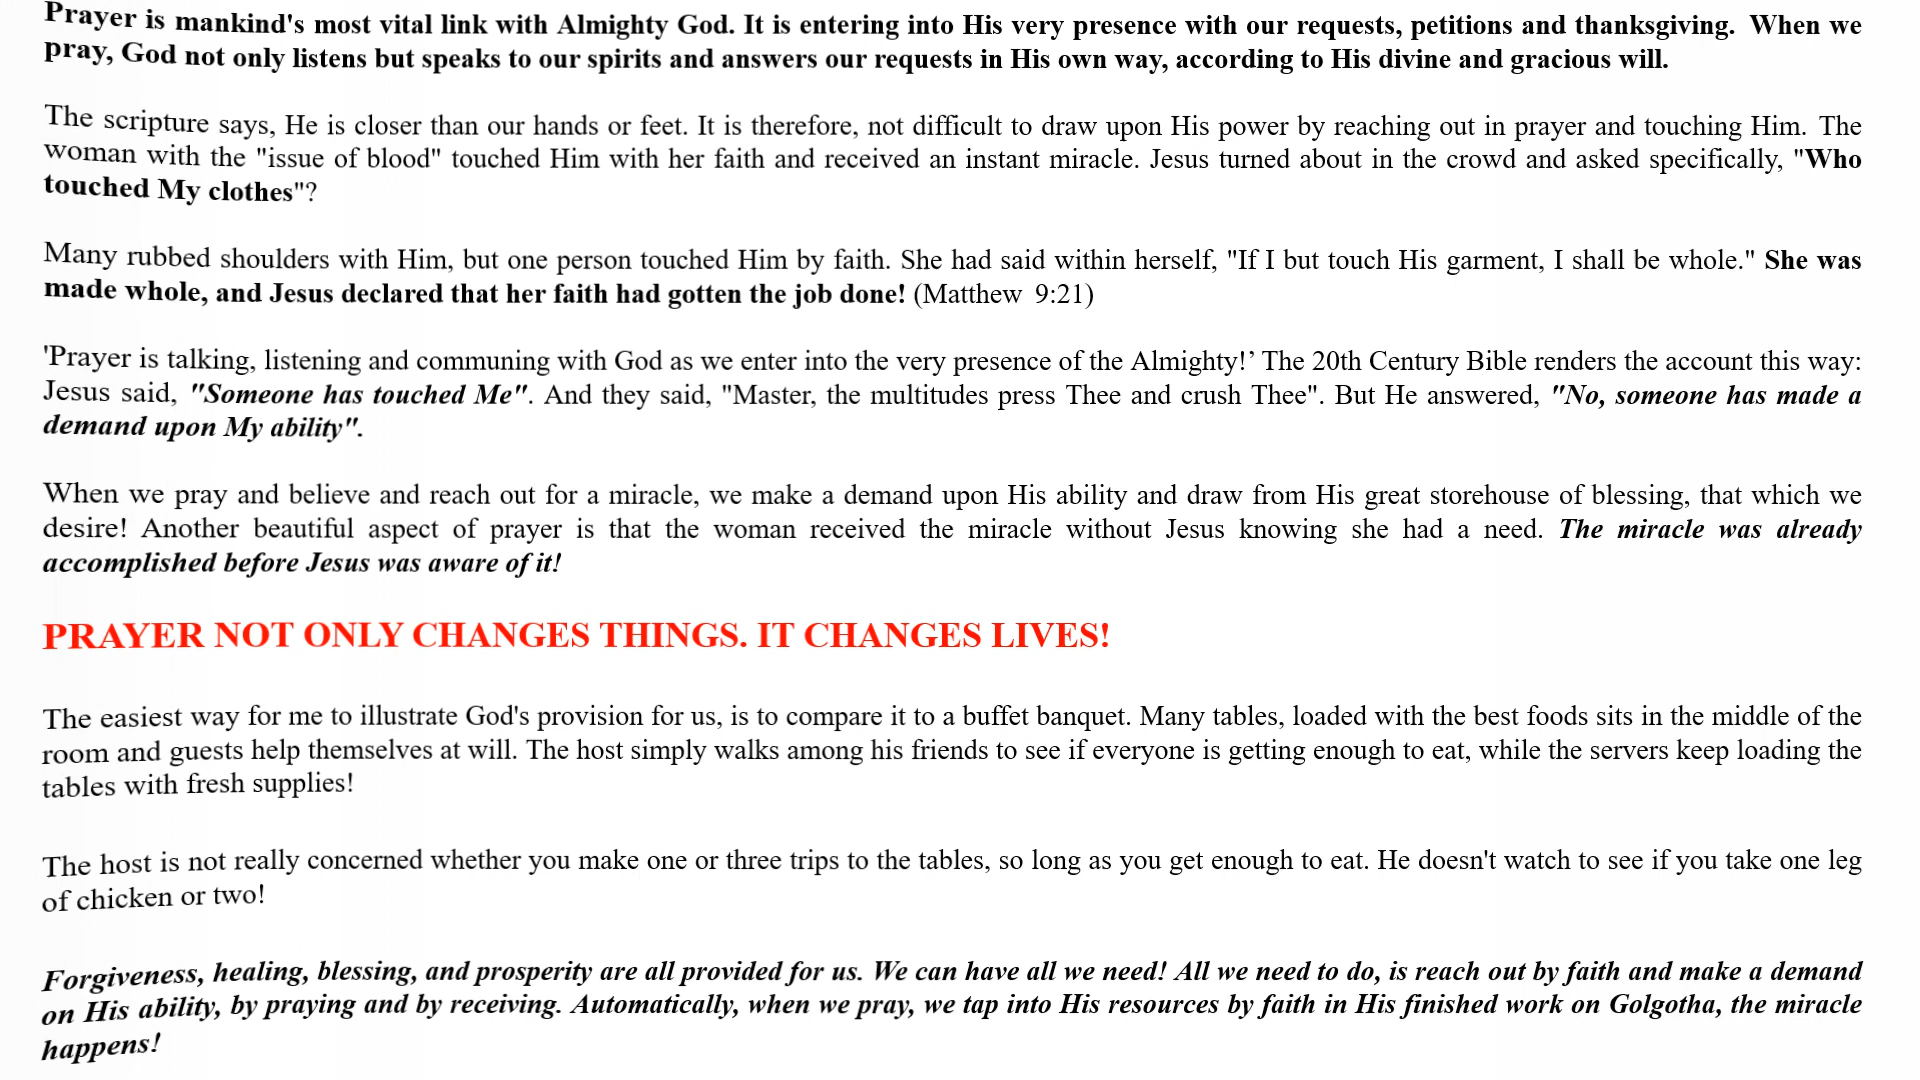 Prayer is mankind's most vital link with Almighty God. It is entering into His very presence with our requests, petitions and thanksgiving. When we
pray, God not only listens but speaks to our spirits and answers our requests in His own way, according to His divine and gracious will.
The scripture says, He is closer than our hands or feet. It is therefore, not difficult to draw upon His power by reaching out in prayer and touching Him. The
woman with the "issue of blood" touched Him with her faith and received an instant miracle. Jesus turned about in the crowd and asked specifically, "Who
touched My clothes"?
Many rubbed shoulders with Him, but one person touched Him by faith. She had said within herself, "If I but touch His garment, I shall be whole." She was
made whole, and Jesus declared that her faith had gotten the job done! (Matthew 9:21)
'Prayer is talking, listening and communing with God as we enter into the very presence of the Almighty!’ The 20th Century Bible renders the account this way:
Jesus said, "Someone has touched Me". And they said, "Master, the multitudes press Thee and crush Thee". But He answered, "No, someone has made a
demand upon My ability".
When we pray and believe and reach out for a miracle, we make a demand upon His ability and draw from His great storehouse of blessing, that which we
desire! Another beautiful aspect of prayer is that the woman received the miracle without Jesus knowing she had a need. The miracle was already
accomplished before Jesus was aware of it!
PRAYER NOT ONLY CHANGES THINGS. IT CHANGES LIVES!
The easiest way for me to illustrate God's provision for us, is to compare it to a buffet banquet. Many tables, loaded with the best foods sits in the middle of the
room and guests help themselves at will. The host simply walks among his friends to see if everyone is getting enough to eat, while the servers keep loading the
tables with fresh supplies!
The host is not really concerned whether you make one or three trips to the tables, so long as you get enough to eat. He doesn't watch to see if you take one leg
of chicken or two!
Forgiveness, healing, blessing, and prosperity are all provided for us. We can have all we need! All we need to do, is reach out by faith and make a demand
on His ability, by praying and by receiving. Automatically, when we pray, we tap into His resources by faith in His finished work on Golgotha, the miracle
happens!